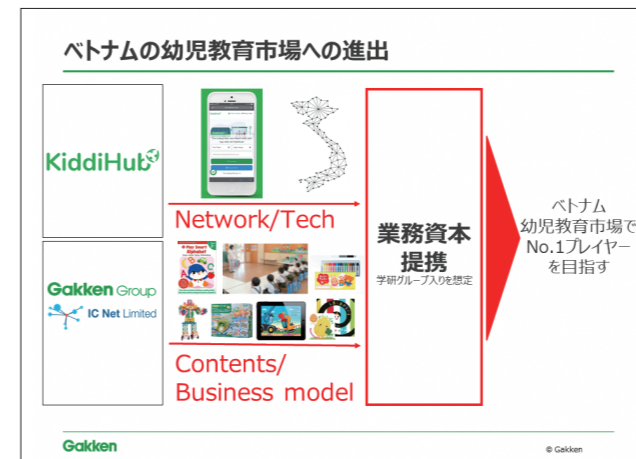 ベトナムの幼児教育市場への進出
KiddiHub
Network/Tech
Gakken Group
IC Net Limited
Contents/
Business model
業務資本
提携
学研グループ入りを想定
ベトナム
幼児教育市場で
No.1プレイヤー
を目指す
Gakken
© Gakken